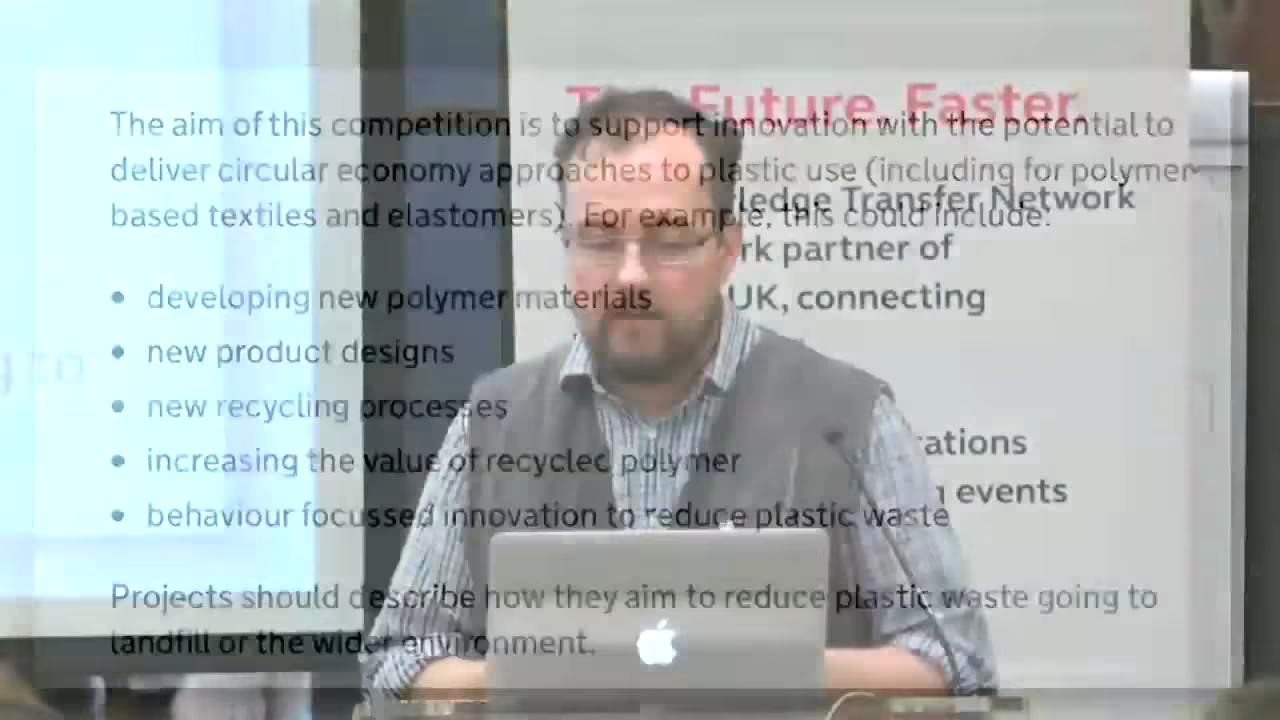 The aim of this competition is to support innovation with the potential to
deliver circular economy approaches to plastic use (including for polymer-
based textiles and elastomers). For example, this could include:
• developing new polymer materials
• new product designs
• new recycling processes
• increasing the value of recycled polymer
• behaviour focussed innovation to reduce plastic waste
Projects should describe how they aim to reduce plastic waste going to
landfill or the wider environment.
Future. Faster.
ledge Transfer Network
rk partner of
UK, connecting
ations
events
g to